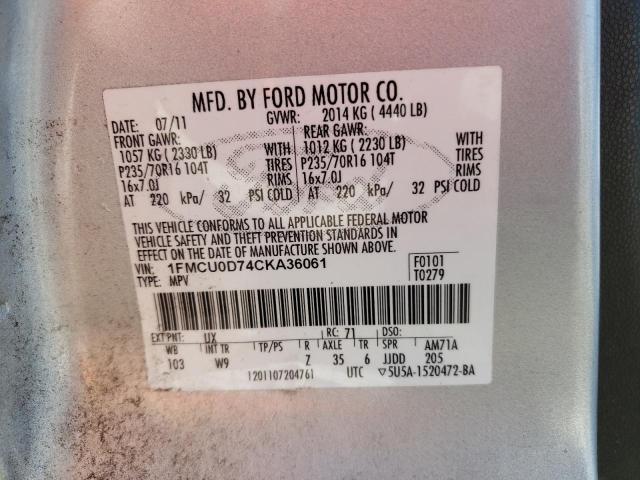 MFD. BY FORD MOTOR CO.
DATE: 07/11 GVWR: 2014 KG ( 4440 LB)
FRONT GAWR: REAR GAWR:
1057 KG ( 2330 LB) WITH 1012 KG ( 2230 LB) WITH
P235/70R16 104T TIRES P235/70R16 104T TIRES
16x7.0J RIMS 16x7.0J RIMS
AT 220 kPa/ 32 PSI COLD AT 220 kPa/ 32 PSI COLD
THIS VEHICLE CONFORMS TO ALL APPLICABLE FEDERAL MOTOR
VEHICLE SAFETY AND THEFT PREVENTION STANDARDS IN
EFFECT ON THE DATE OF MANUFACTURE SHOWN ABOVE.
VIN: 1FMCU0D74CKA36061 F0101
TYPE: MPV T0279
EXT PNT: UX RC: 71 DSO:
WB INT TR TP/PS R AXLE TR SPR AM71A
103 W9 Z 35 6 JJDD 205
1201107204761 UTC ▽5U5A-1520472-BA